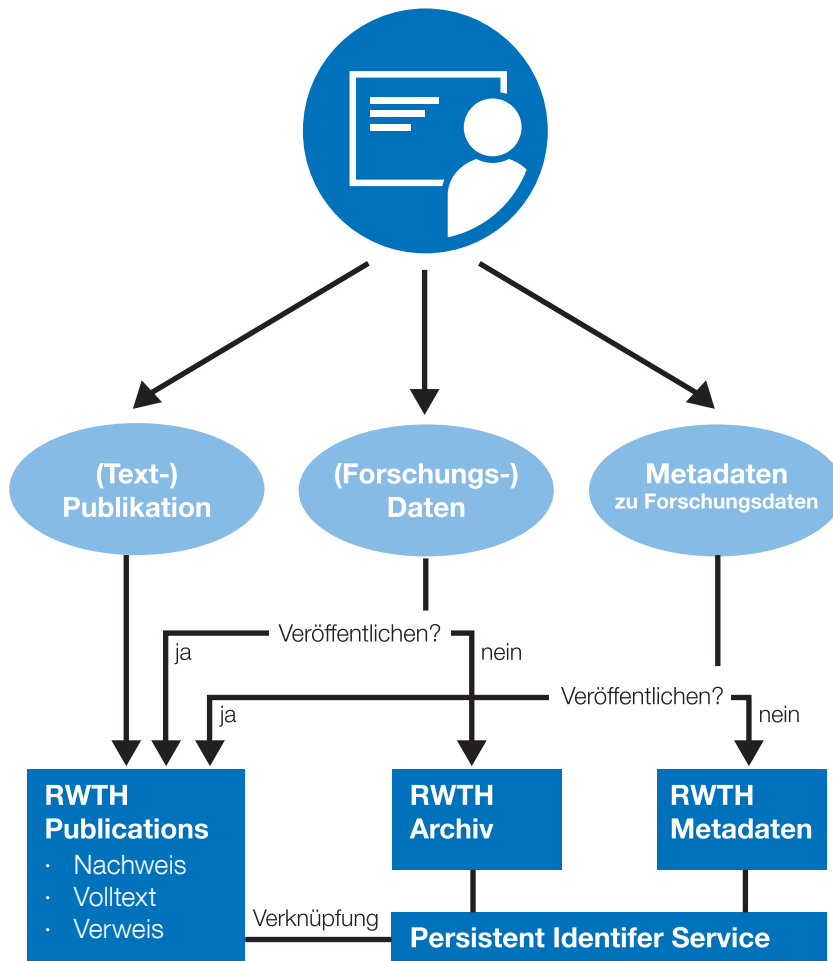 (Text-)
Publikation
(Forschungs-)
Daten
Metadaten
zu Forschungsdaten
Veröffentlichen?
ja
nein
Veröffentlichen?
ja
nein
RWTH
Publications
· Nachweis
· Volltext
· Verweis
RWTH
Archiv
RWTH
Metadaten
Verknüpfung
Persistent Identifer Service